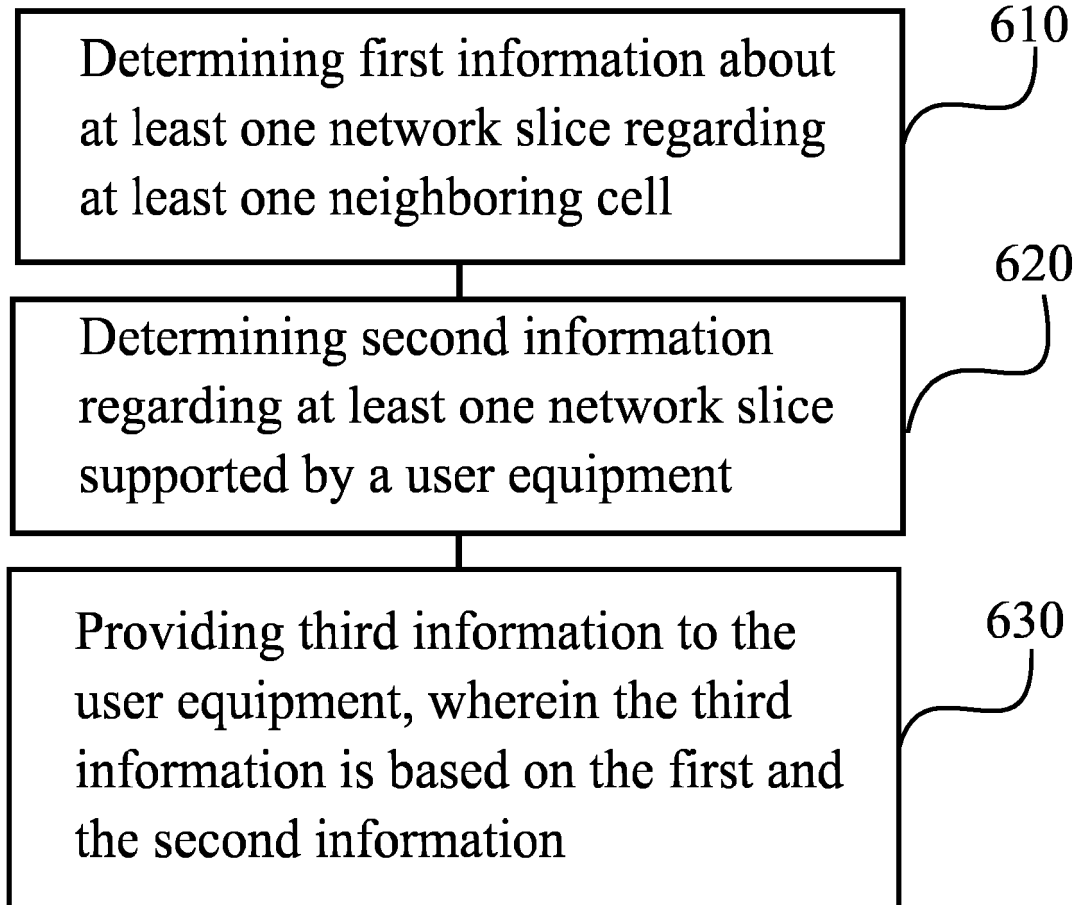 610
Determining first information about
at least one network slice regarding
at least one neighboring cell
620
Determining second information
regarding at least one network slice
supported by a user equipment
630
Providing third information to the
user equipment, wherein the third
information is based on the first and
the second information